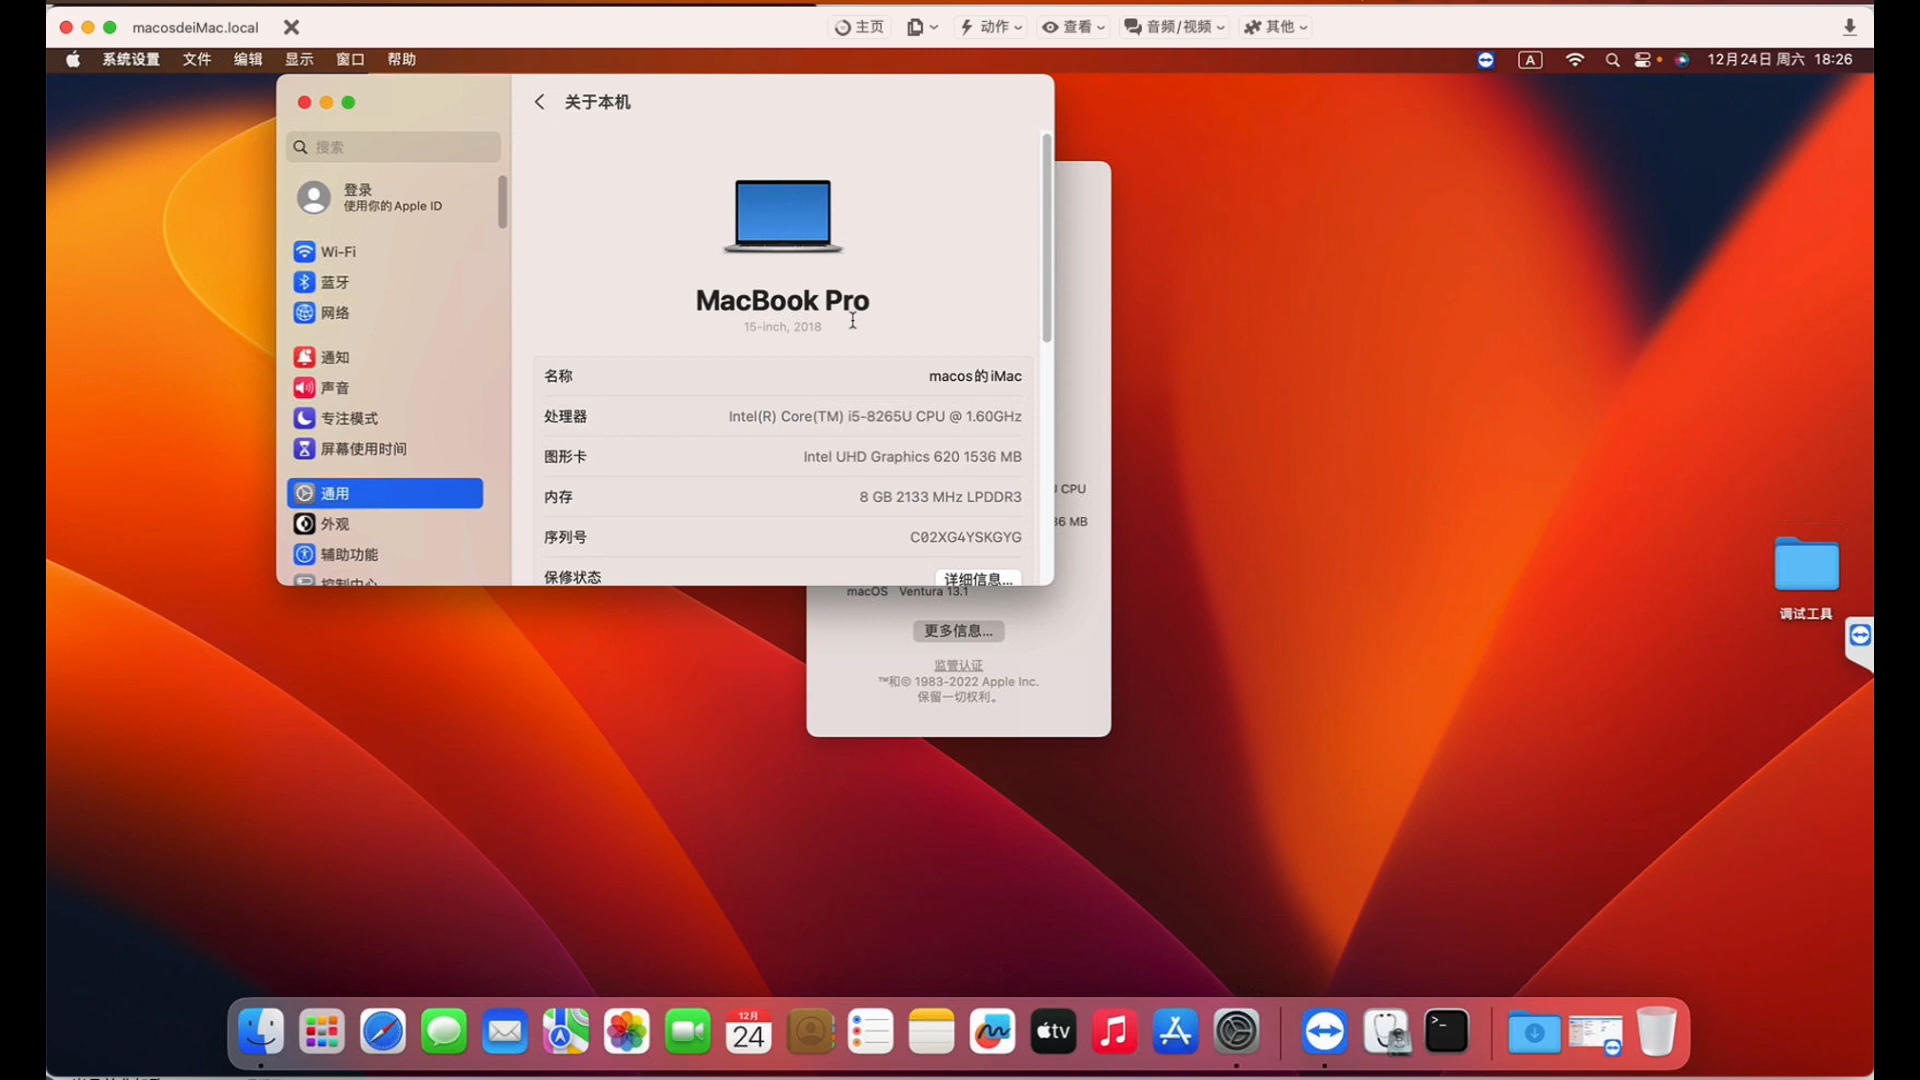 macosdeiMac.local
主页
动作
查看
音频/视频
其他
系统设置 文件 编辑 显示 窗口 帮助
A
12月24日 周六 18:26
关于本机
搜索
登录
使用你的 Apple ID
Wi-Fi
蓝牙
网络
通知
声音
专注模式
屏幕使用时间
通用
外观
辅助功能
控制中心
MacBook Pro
15-inch, 2018
名称 macos的iMac
处理器 Intel(R) Core(TM) i5-8265U CPU @ 1.60GHz
图形卡 Intel UHD Graphics 620 1536 MB
内存 8 GB 2133 MHz LPDDR3
序列号 C02XG4YSKGYG
保修状态 详细信息...
CPU
MB
macOS Ventura 13.1
更多信息...
监管认证
™和© 1983-2022 Apple Inc.
保留一切权利。
调试工具
12月
24
tv
>_